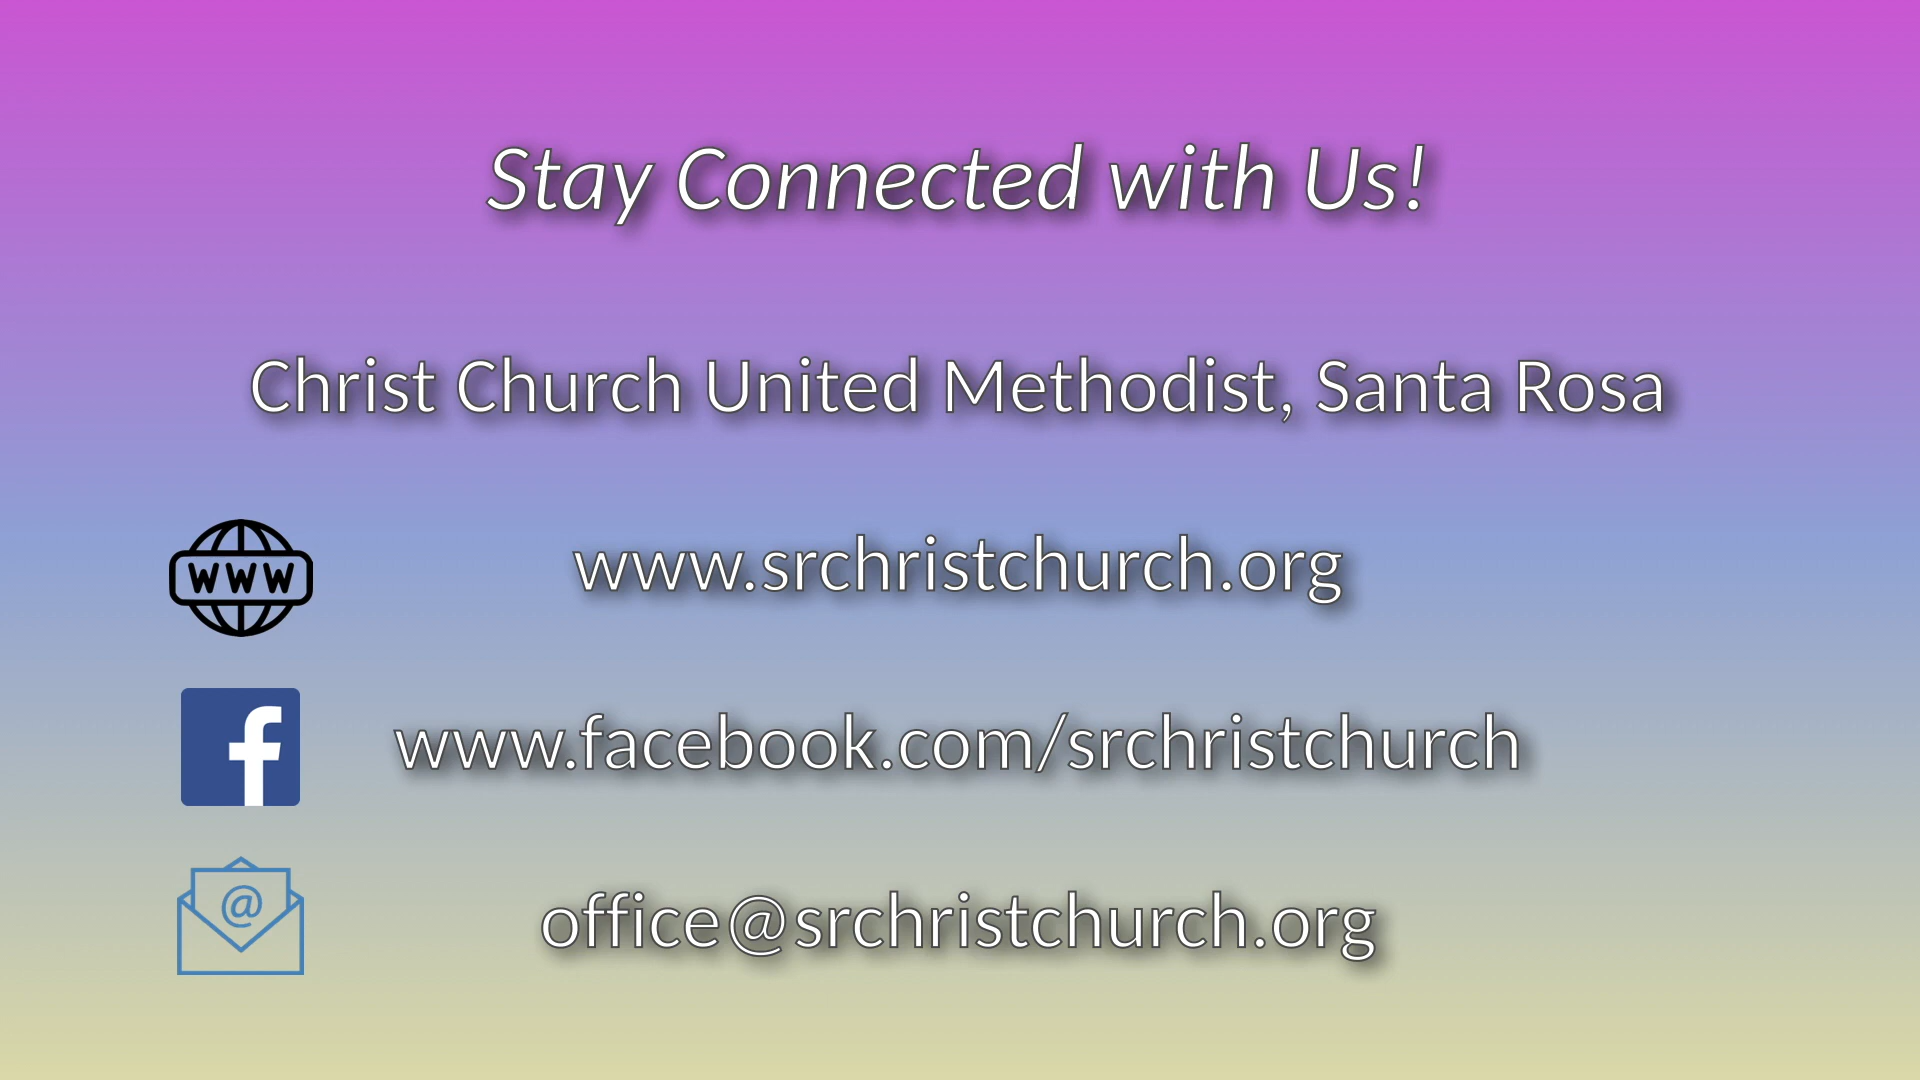 Stay Connected with Us!
Christ Church United Methodist, Santa Rosa
WWW
www.srchristchurch.org
f
www.facebook.com/srchristchurch
@
office@srchristchurch.org